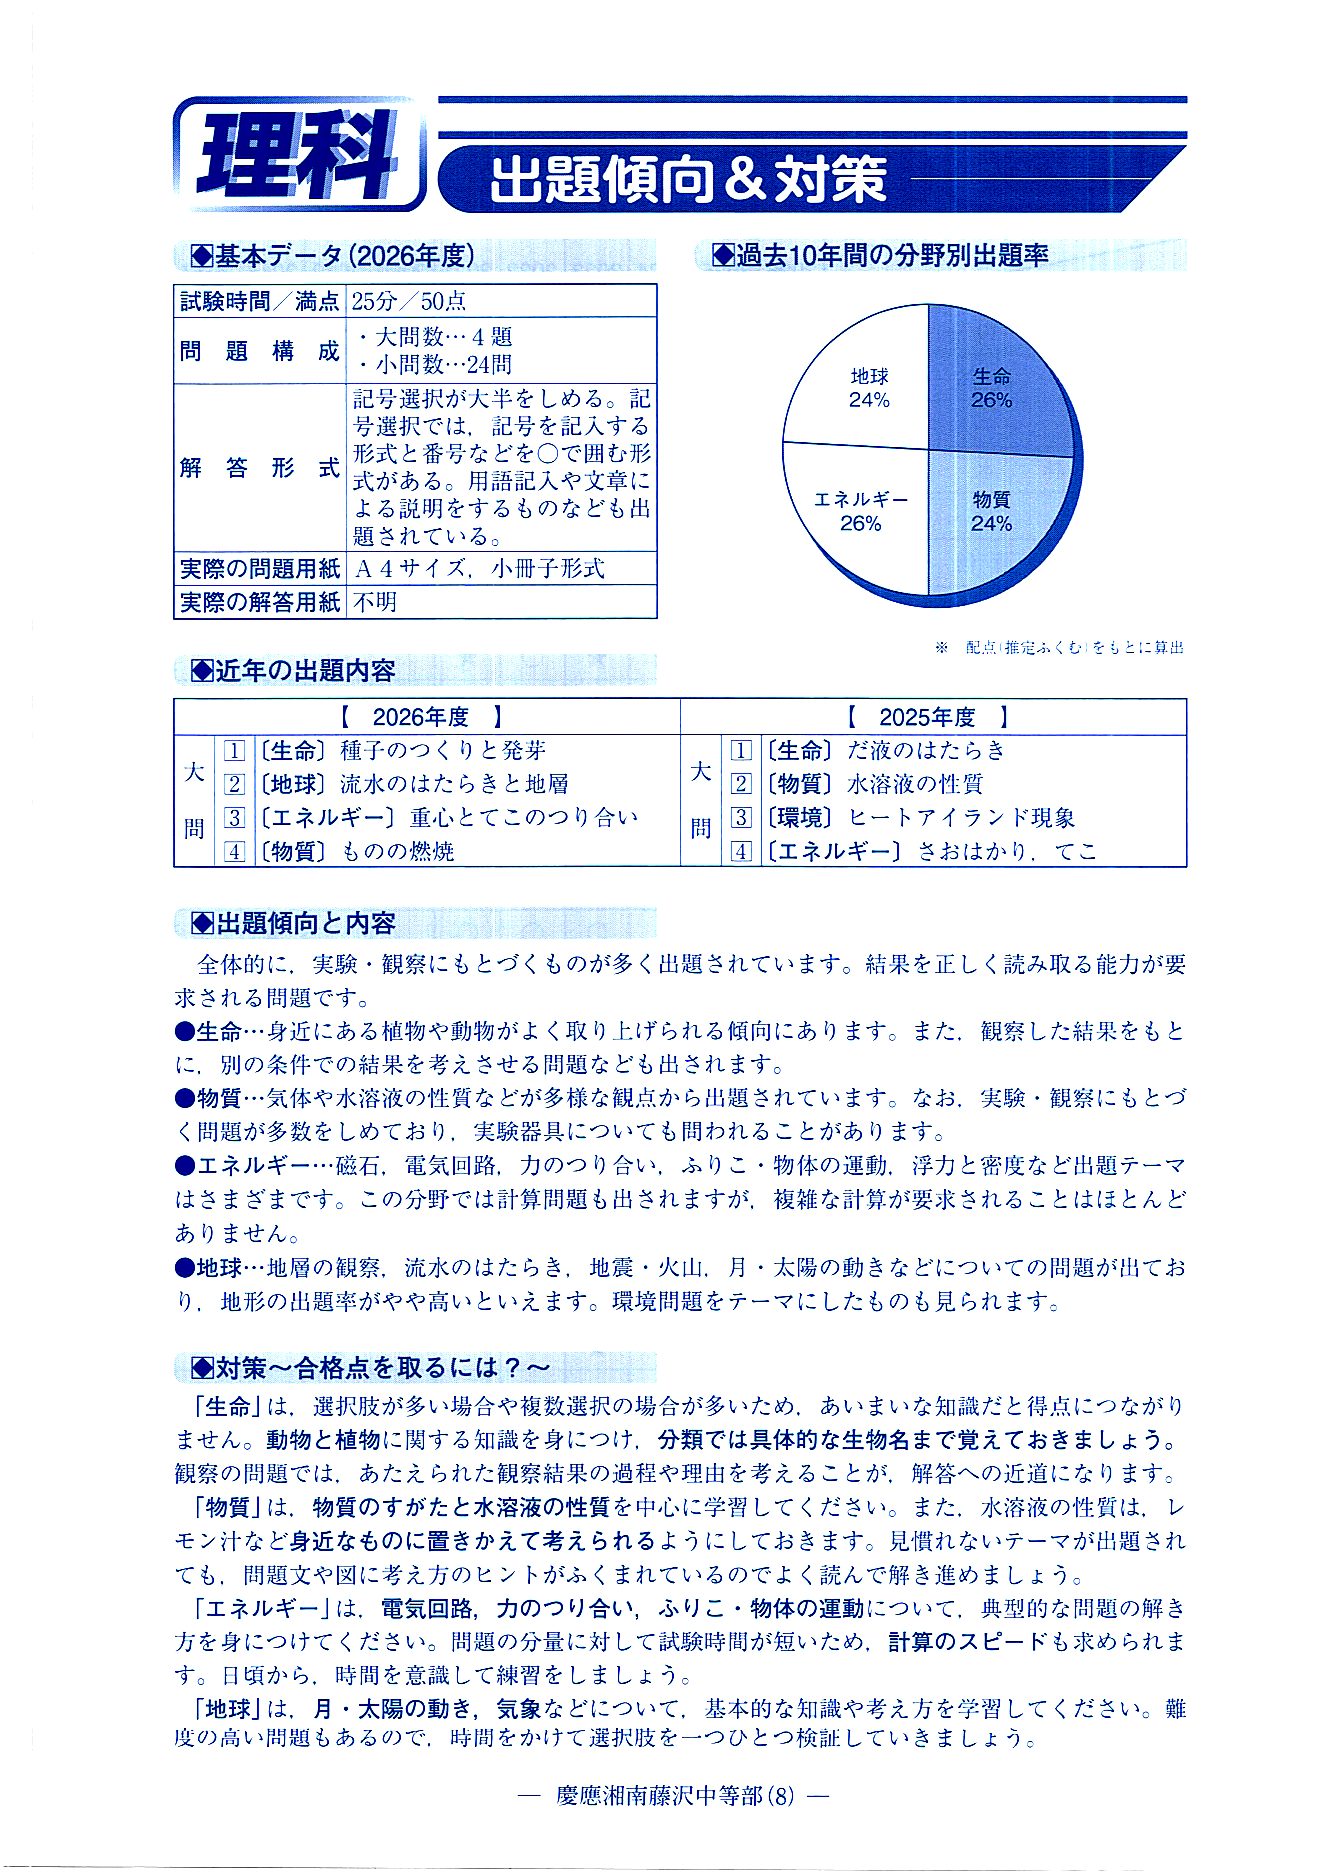 理科
出題傾向&対策
◆基本データ(2026年度)
試験時間/満点 25分/50点
問題構成 ・大問数…4題
・小問数…24問
解答形式 記号選択が大半をしめる。記
号選択では，記号を記入する
形式と番号などを○で囲む形
式がある。用語記入や文章に
よる説明をするものなども出
題されている。
実際の問題用紙 A4サイズ，小冊子形式
実際の解答用紙 不明
◆過去10年間の分野別出題率
地球
24%
生命
26%
エネルギー
26%
物質
24%
※ 配点(推定ふくむ)をもとに算出
◆近年の出題内容
【 2026年度 】
大問
1 〔生命〕種子のつくりと発芽
2 〔地球〕流水のはたらきと地層
3 〔エネルギー〕重心とてこのつり合い
4 〔物質〕ものの燃焼
【 2025年度 】
大問
1 〔生命〕だ液のはたらき
2 〔物質〕水溶液の性質
3 〔環境〕ヒートアイランド現象
4 〔エネルギー〕さおはかり，てこ
◆出題傾向と内容
全体的に，実験・観察にもとづくものが多く出題されています。結果を正しく読み取る能力が要
求される問題です。
●生命…身近にある植物や動物がよく取り上げられる傾向にあります。また，観察した結果をもと
に，別の条件での結果を考えさせる問題なども出されます。
●物質…気体や水溶液の性質などが多様な観点から出題されています。なお，実験・観察にもとづ
く問題が多数をしめており，実験器具についても問われることがあります。
●エネルギー…磁石，電気回路，力のつり合い，ふりこ・物体の運動，浮力と密度など出題テーマ
はさまざまです。この分野では計算問題も出されますが，複雑な計算が要求されることはほとんど
ありません。
●地球…地層の観察，流水のはたらき，地震・火山，月・太陽の動きなどについての問題が出てお
り，地形の出題率がやや高いといえます。環境問題をテーマにしたものも見られます。
◆対策～合格点を取るには？～
「生命」は，選択肢が多い場合や複数選択の場合が多いため，あいまいな知識だと得点につながり
ません。動物と植物に関する知識を身につけ，分類では具体的な生物名まで覚えておきましょう。
観察の問題では，あたえられた観察結果の過程や理由を考えることが，解答への近道になります。
「物質」は，物質のすがたと水溶液の性質を中心に学習してください。また，水溶液の性質は，レ
モン汁など身近なものに置きかえて考えられるようにしておきます。見慣れないテーマが出題され
ても，問題文や図に考え方のヒントがふくまれているのでよく読んで解き進めましょう。
「エネルギー」は，電気回路，力のつり合い，ふりこ・物体の運動について，典型的な問題の解き
方を身につけてください。問題の分量に対して試験時間が短いため，計算のスピードも求められま
す。日頃から，時間を意識して練習をしましょう。
「地球」は，月・太陽の動き，気象などについて，基本的な知識や考え方を学習してください。難
度の高い問題もあるので，時間をかけて選択肢を一つひとつ検証していきましょう。
― 慶應湘南藤沢中等部(8) ―